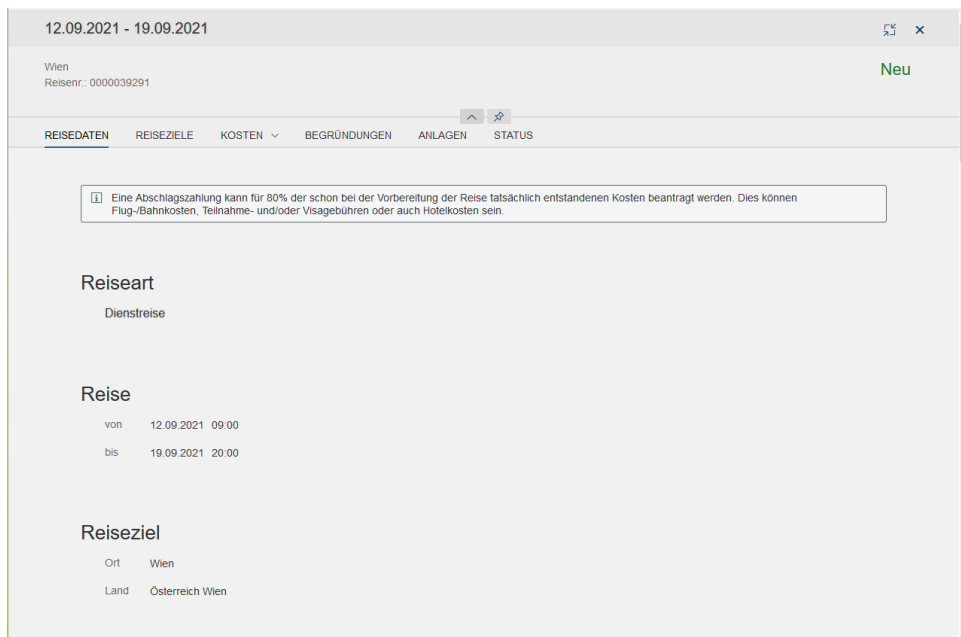 12.09.2021 - 19.09.2021
Wien
Neu
Reisenr.: 0000039291
REISEDATEN REISEZIELE KOSTEN BEGRÜNDUNGEN ANLAGEN STATUS
Eine Abschlagszahlung kann für 80% der schon bei der Vorbereitung der Reise tatsächlich entstandenen Kosten beantragt werden. Dies können
Flug-/Bahnkosten, Teilnahme- und/oder Visagebühren oder auch Hotelkosten sein.
Reiseart
Dienstreise
Reise
von 12.09.2021 09:00
bis 19.09.2021 20:00
Reiseziel
Ort Wien
Land Österreich Wien